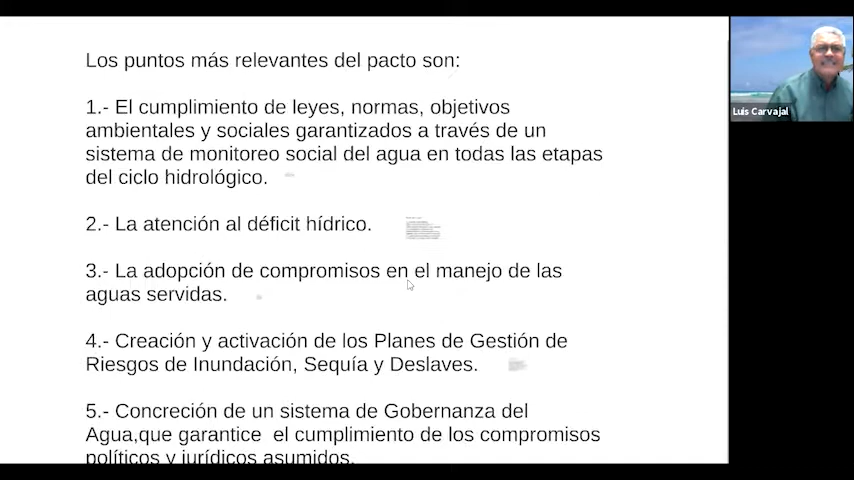 Los puntos más relevantes del pacto son:
1.- El cumplimiento de leyes, normas, objetivos
ambientales y sociales garantizados a través de un
sistema de monitoreo social del agua en todas las etapas
del ciclo hidrológico.
2.- La atención al déficit hídrico.
3.- La adopción de compromisos en el manejo de las
aguas servidas.
4.- Creación y activación de los Planes de Gestión de
Riesgos de Inundación, Sequía y Deslaves.
5.- Concreción de un sistema de Gobernanza del
Agua,que garantice  el cumplimiento de los compromisos
políticos y jurídicos asumidos.
Luis Carvajal